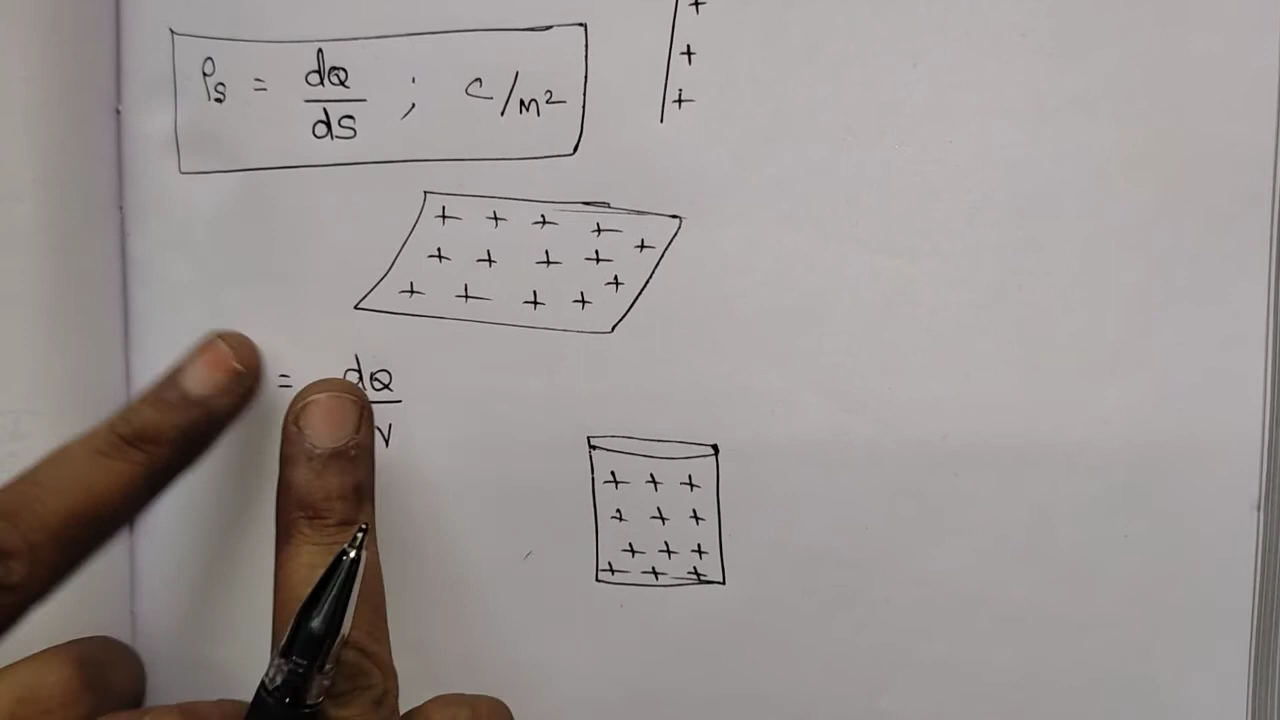 +
+
+
ρs = dQ/dS ; C/m²
+ + + + +
+ + + + +
+ + + +
= dQ
V
+ + +
+ + +
+ + +
+ + +